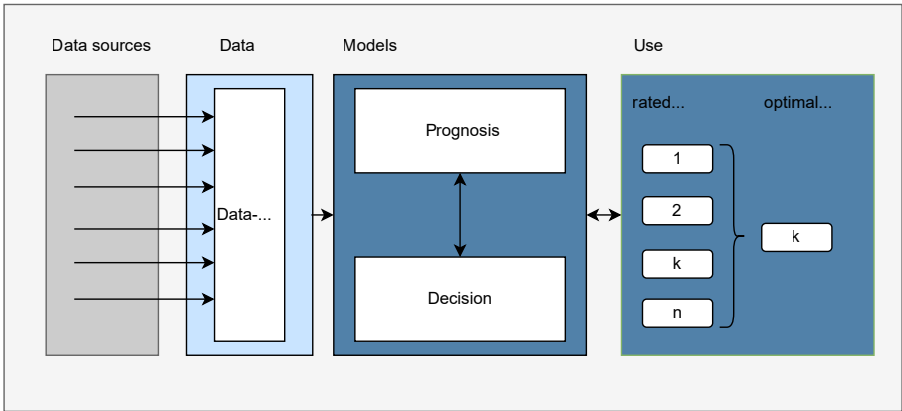 Data sources
Data
Models
Use
Data-...
Prognosis
Decision
rated...
optimal...
1
2
k
n
k